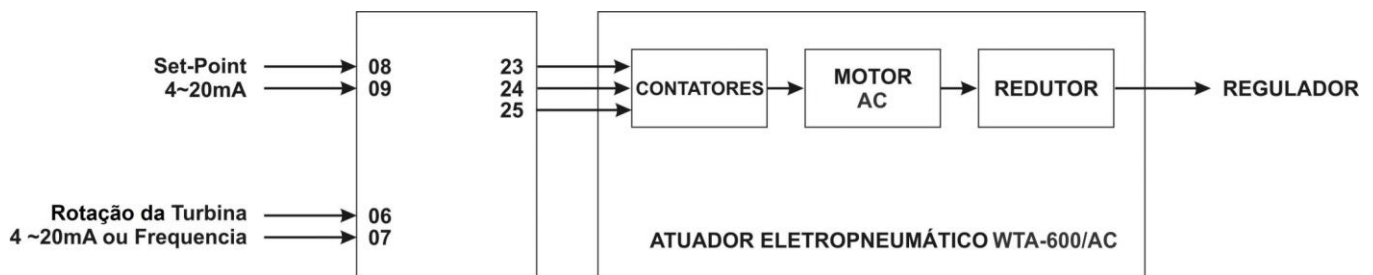 Set-Point
4~20mA
08
09
23
24
25
CONTATORES
MOTOR
AC
REDUTOR
REGULADOR
Rotação da Turbina
4 ~20mA ou Frequencia
06
07
ATUADOR ELETROPNEUMÁTICO WTA-600/AC